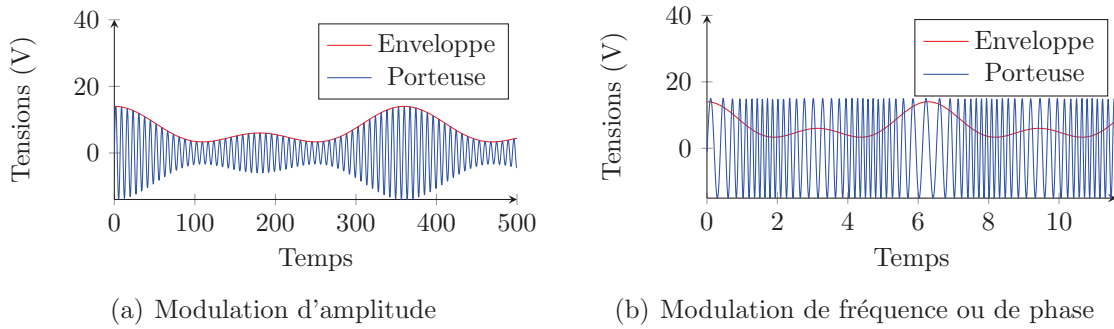 40
20
0
Tensions (V)
Enveloppe
Porteuse
0 100 200 300 400 500
Temps
(a) Modulation d'amplitude
40
20
0
Tensions (V)
Enveloppe
Porteuse
0 2 4 6 8 10
Temps
(b) Modulation de fréquence ou de phase